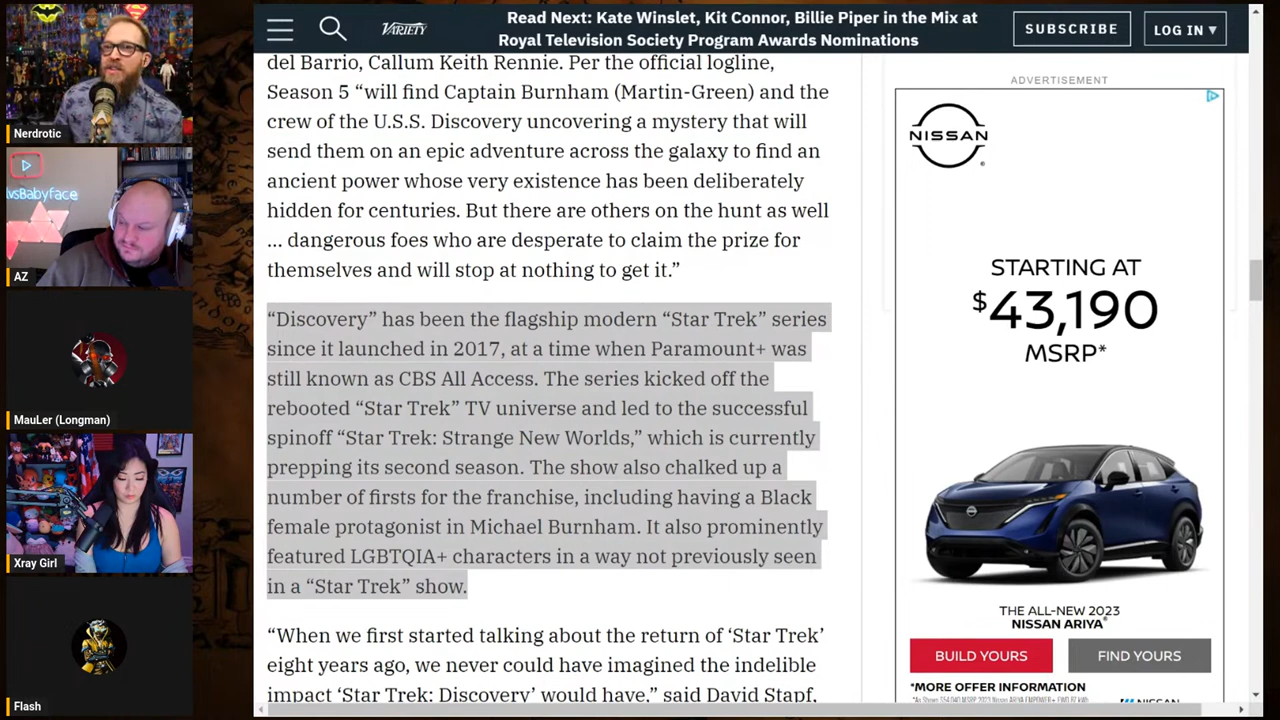 Nerdrotic
vsBabyface
AZ
MauLer (Longman)
Xray Girl
Flash
VARIETY
Read Next: Kate Winslet, Kit Connor, Billie Piper in the Mix at
Royal Television Society Program Awards Nominations
SUBSCRIBE
LOG IN ▾
del Barrio, Callum Keith Rennie. Per the official logline,
Season 5 “will find Captain Burnham (Martin-Green) and the
crew of the U.S.S. Discovery uncovering a mystery that will
send them on an epic adventure across the galaxy to find an
ancient power whose very existence has been deliberately
hidden for centuries. But there are others on the hunt as well
… dangerous foes who are desperate to claim the prize for
themselves and will stop at nothing to get it.”
“Discovery” has been the flagship modern “Star Trek” series
since it launched in 2017, at a time when Paramount+ was
still known as CBS All Access. The series kicked off the
rebooted “Star Trek” TV universe and led to the successful
spinoff “Star Trek: Strange New Worlds,” which is currently
prepping its second season. The show also chalked up a
number of firsts for the franchise, including having a Black
female protagonist in Michael Burnham. It also prominently
featured LGBTQIA+ characters in a way not previously seen
in a “Star Trek” show.
“When we first started talking about the return of ‘Star Trek’
eight years ago, we never could have imagined the indelible
impact ‘Star Trek: Discovery’ would have,” said David Stapf,
ADVERTISEMENT
NISSAN
STARTING AT
$43,190
MSRP*
THE ALL-NEW 2023
NISSAN ARIYA®
BUILD YOURS
FIND YOURS
*MORE OFFER INFORMATION
NISSAN